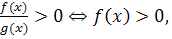 f(x)/g(x) > 0 ⇔ f(x) > 0,